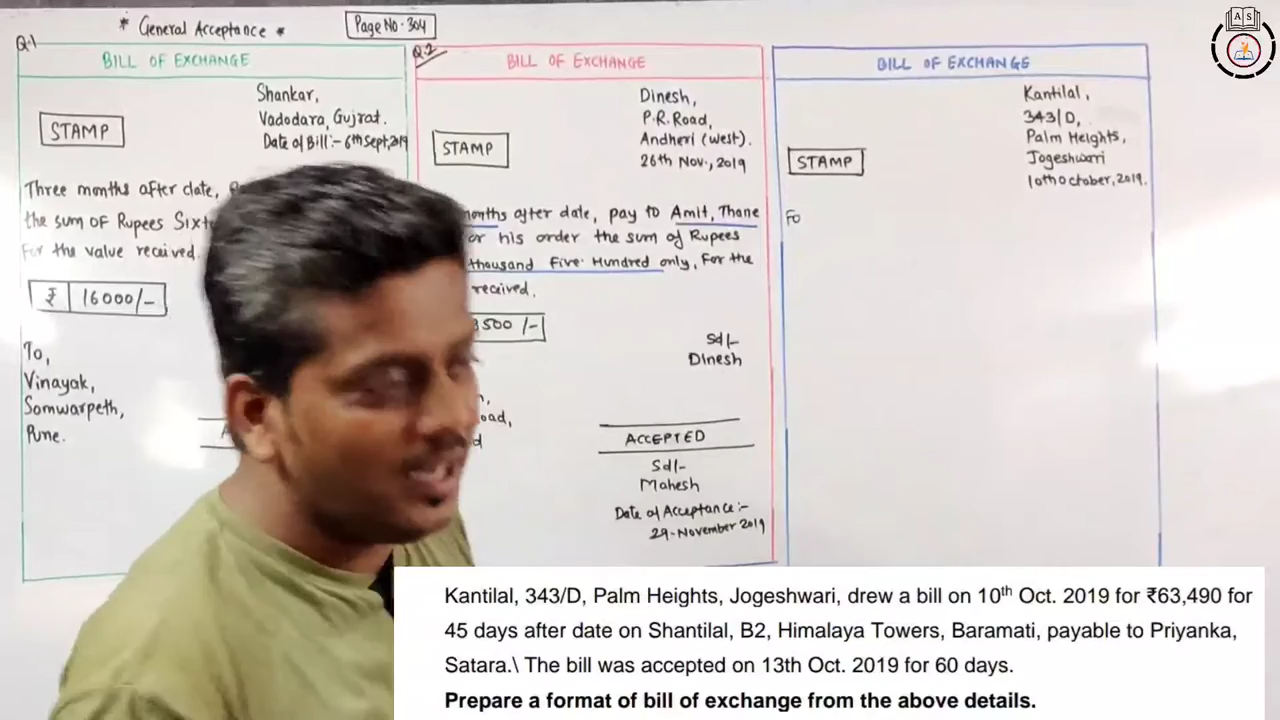 * General Acceptance *
Page No. 304
Q.1
BILL OF EXCHANGE
Shankar,
Vadodara, Gujrat.
Date of Bill:- 6th Sept, 2019
STAMP
Three months after date,
the sum of Rupees
for the value received.
₹ 16000/-
To,
Vinayak,
Somwarpeth,
Pune.
Q.2
BILL OF EXCHANGE
Dinesh,
P.R. Road,
Andheri (west).
26th Nov., 2019
STAMP
after date, pay to Amit, Thane
or his order the sum of Rupees
thousand Five Hundred only, For the
received.
500 /-
Sd/-
Dinesh
ACCEPTED
Sd/-
Mahesh
Date of Acceptance:-
29-November 2019
BILL OF EXCHANGE
Kantilal,
343/D,
Palm Heights,
Jogeshwari
10th October, 2019.
STAMP
Fo
A S
Kantilal, 343/D, Palm Heights, Jogeshwari, drew a bill on 10th Oct. 2019 for ₹63,490 for
45 days after date on Shantilal, B2, Himalaya Towers, Baramati, payable to Priyanka,
Satara.\ The bill was accepted on 13th Oct. 2019 for 60 days.
Prepare a format of bill of exchange from the above details.